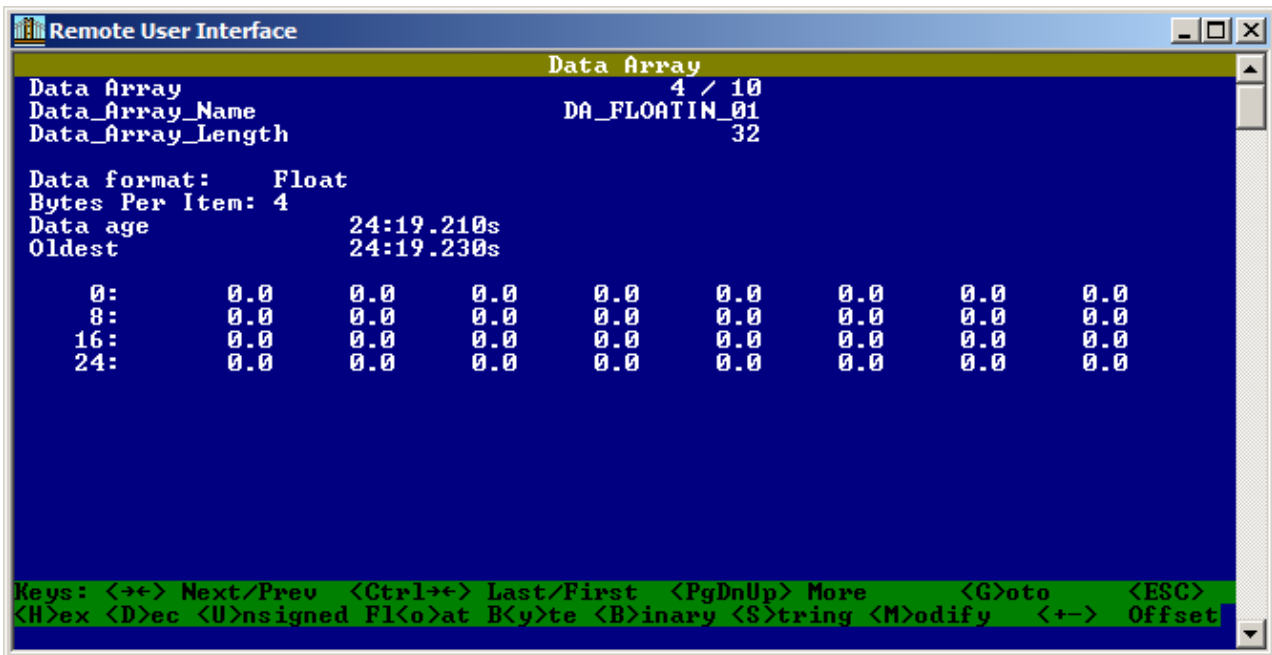 Remote User Interface
Data Array
Data Array 4 / 10
Data_Array_Name DA_FLOATIN_01
Data_Array_Length 32
Data format: Float
Bytes Per Item: 4
Data age 24:19.210s
Oldest 24:19.230s
0: 0.0 0.0 0.0 0.0 0.0 0.0 0.0 0.0
8: 0.0 0.0 0.0 0.0 0.0 0.0 0.0 0.0
16: 0.0 0.0 0.0 0.0 0.0 0.0 0.0 0.0
24: 0.0 0.0 0.0 0.0 0.0 0.0 0.0 0.0
Keys: <→←> Next/Prev <Ctrl→←> Last/First <PgDnUp> More <G>oto <ESC>
<H>ex <D>ec <U>nsigned Fl<o>at B<y>te <B>inary <S>tring <M>odify <+-> Offset